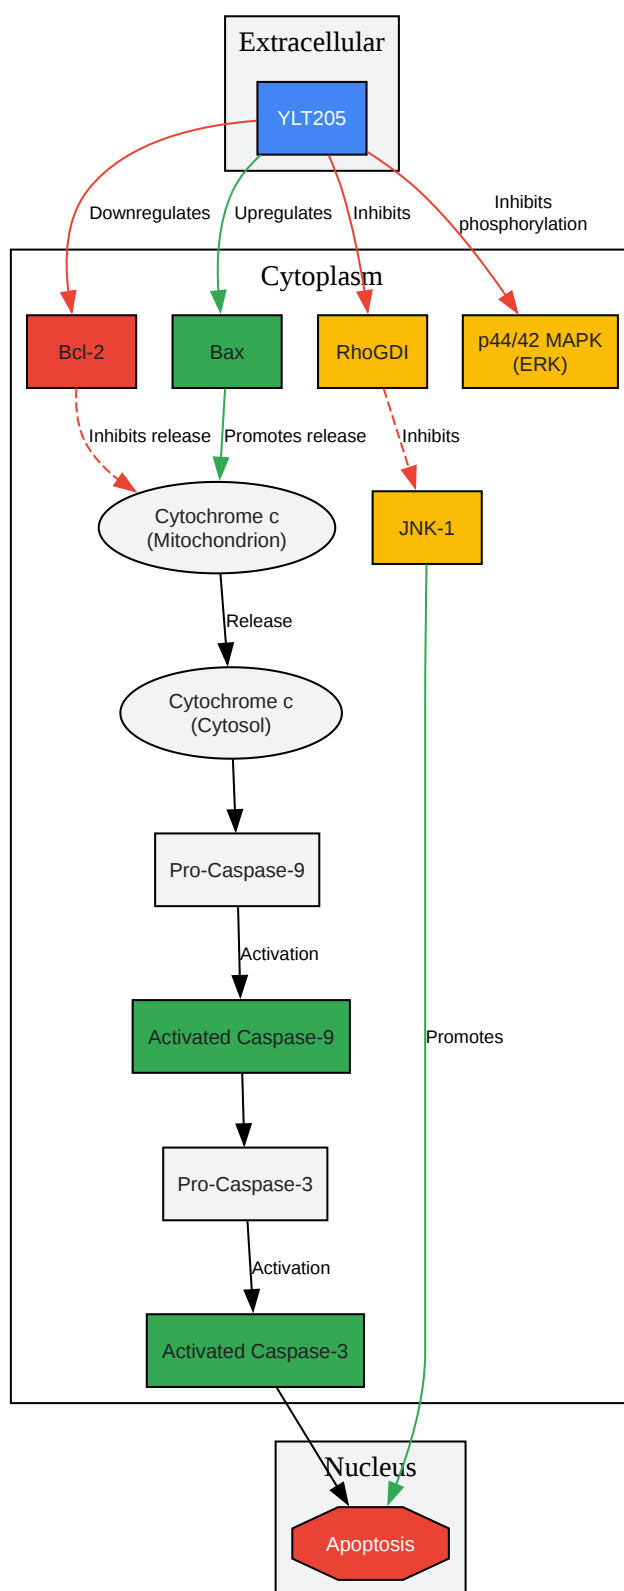 Extracellular
YLT205
Downregulates
Upregulates
Inhibits
Inhibits
phosphorylation
Cytoplasm
Bcl-2
Bax
RhoGDI
p44/42 MAPK
(ERK)
Inhibits release
Promotes release
Inhibits
Cytochrome c
(Mitochondrion)
JNK-1
Release
Cytochrome c
(Cytosol)
Pro-Caspase-9
Activation
Activated Caspase-9
Promotes
Pro-Caspase-3
Activation
Activated Caspase-3
Nucleus
Apoptosis